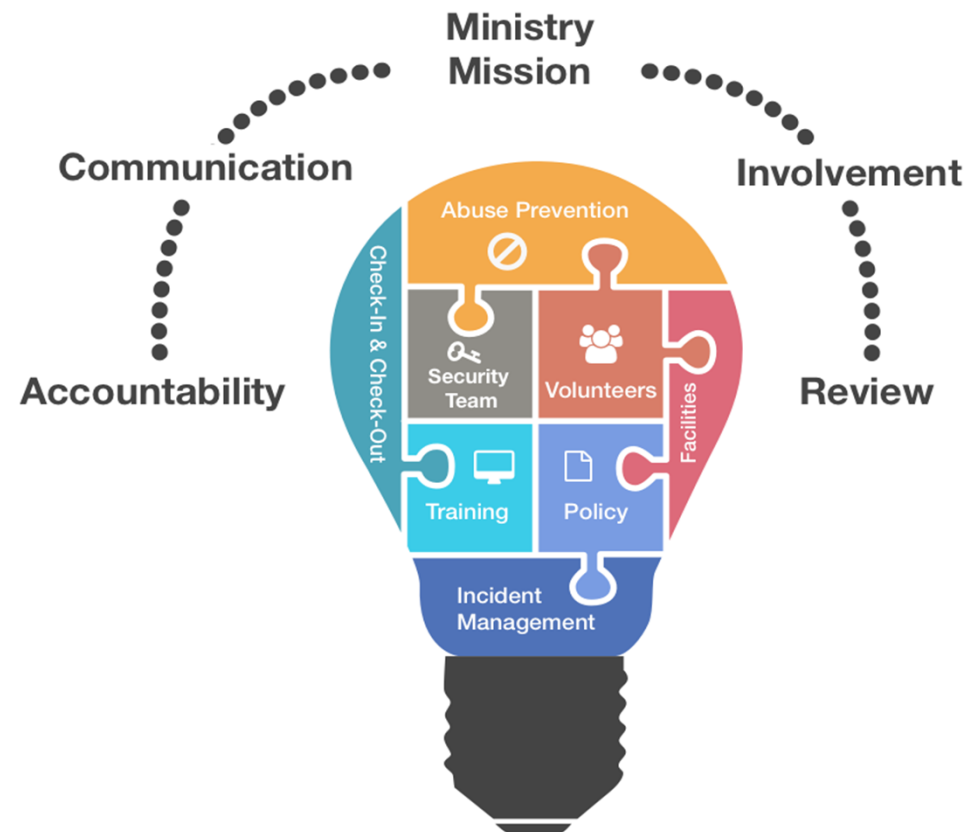 Ministry
Mission
Communication
Involvement
Accountability
Review
Abuse Prevention
Check-In & Check-Out
Security
Team
Volunteers
Facilities
Training
Policy
Incident
Management